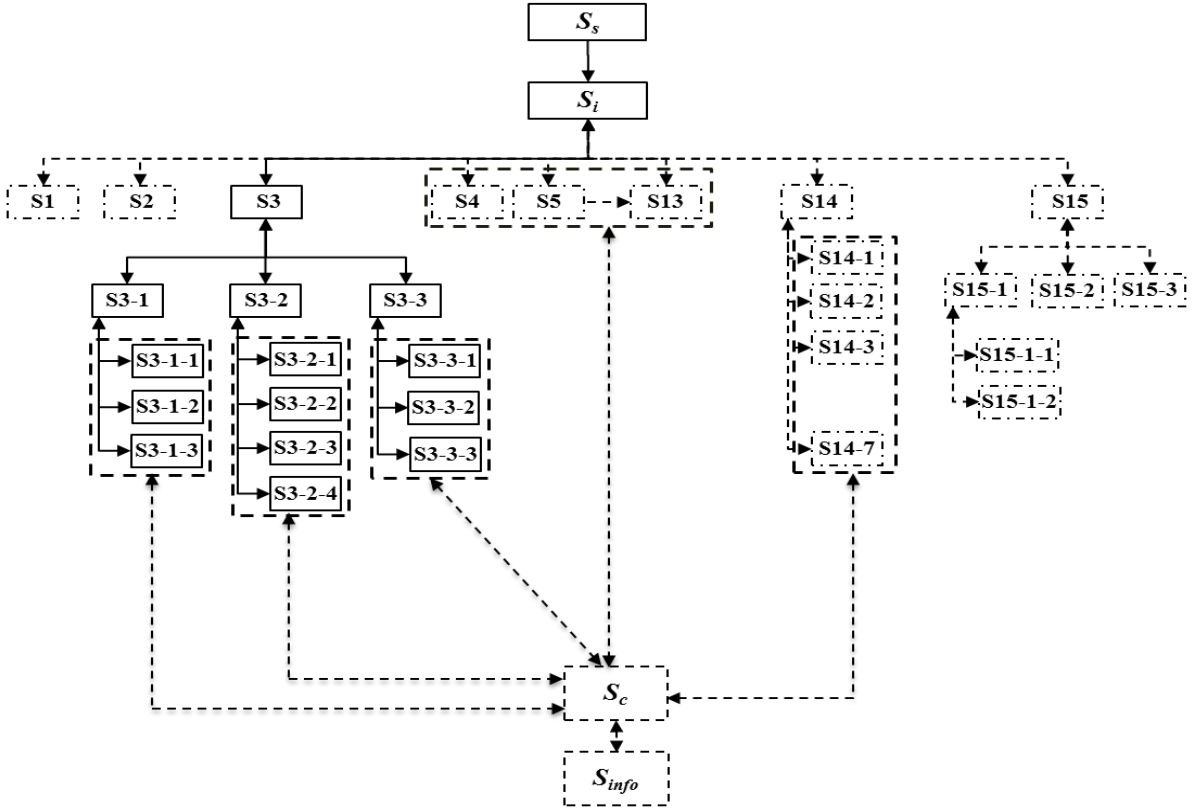 Ss
Si
S1 S2 S3 S4 S5 S13 S14 S15
S14-1
S14-2
S14-3
S14-7
S15-1 S15-2 S15-3
S15-1-1
S15-1-2
S3-1 S3-2 S3-3
S3-1-1
S3-1-2
S3-1-3
S3-2-1
S3-2-2
S3-2-3
S3-2-4
S3-3-1
S3-3-2
S3-3-3
Sc
Sinfo